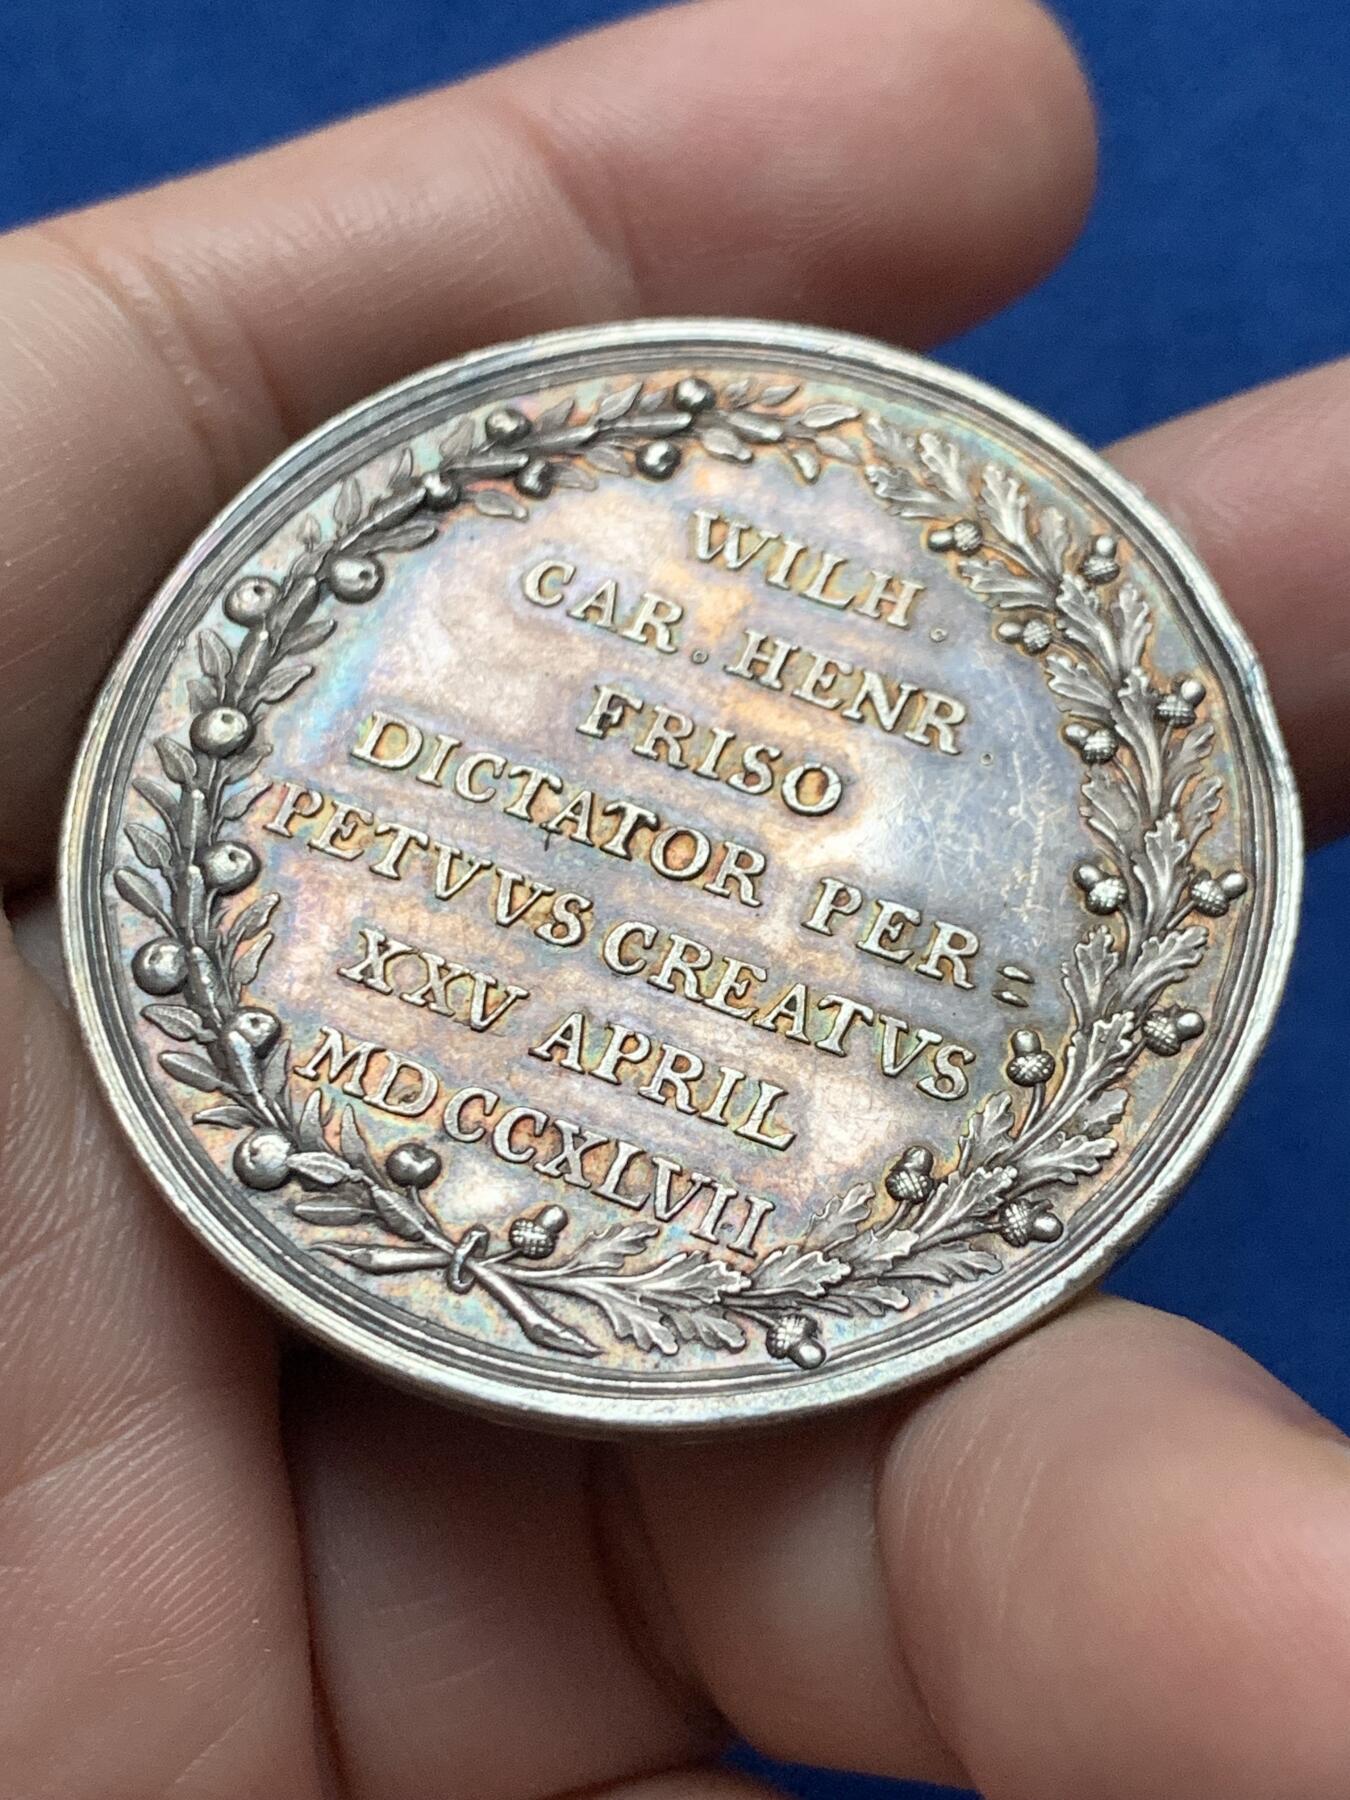 WILH.
CAR. HENR.
FRISO
DICTATOR PER=
PETVVS CREATVS
XXV APRIL
MDCCXLVII